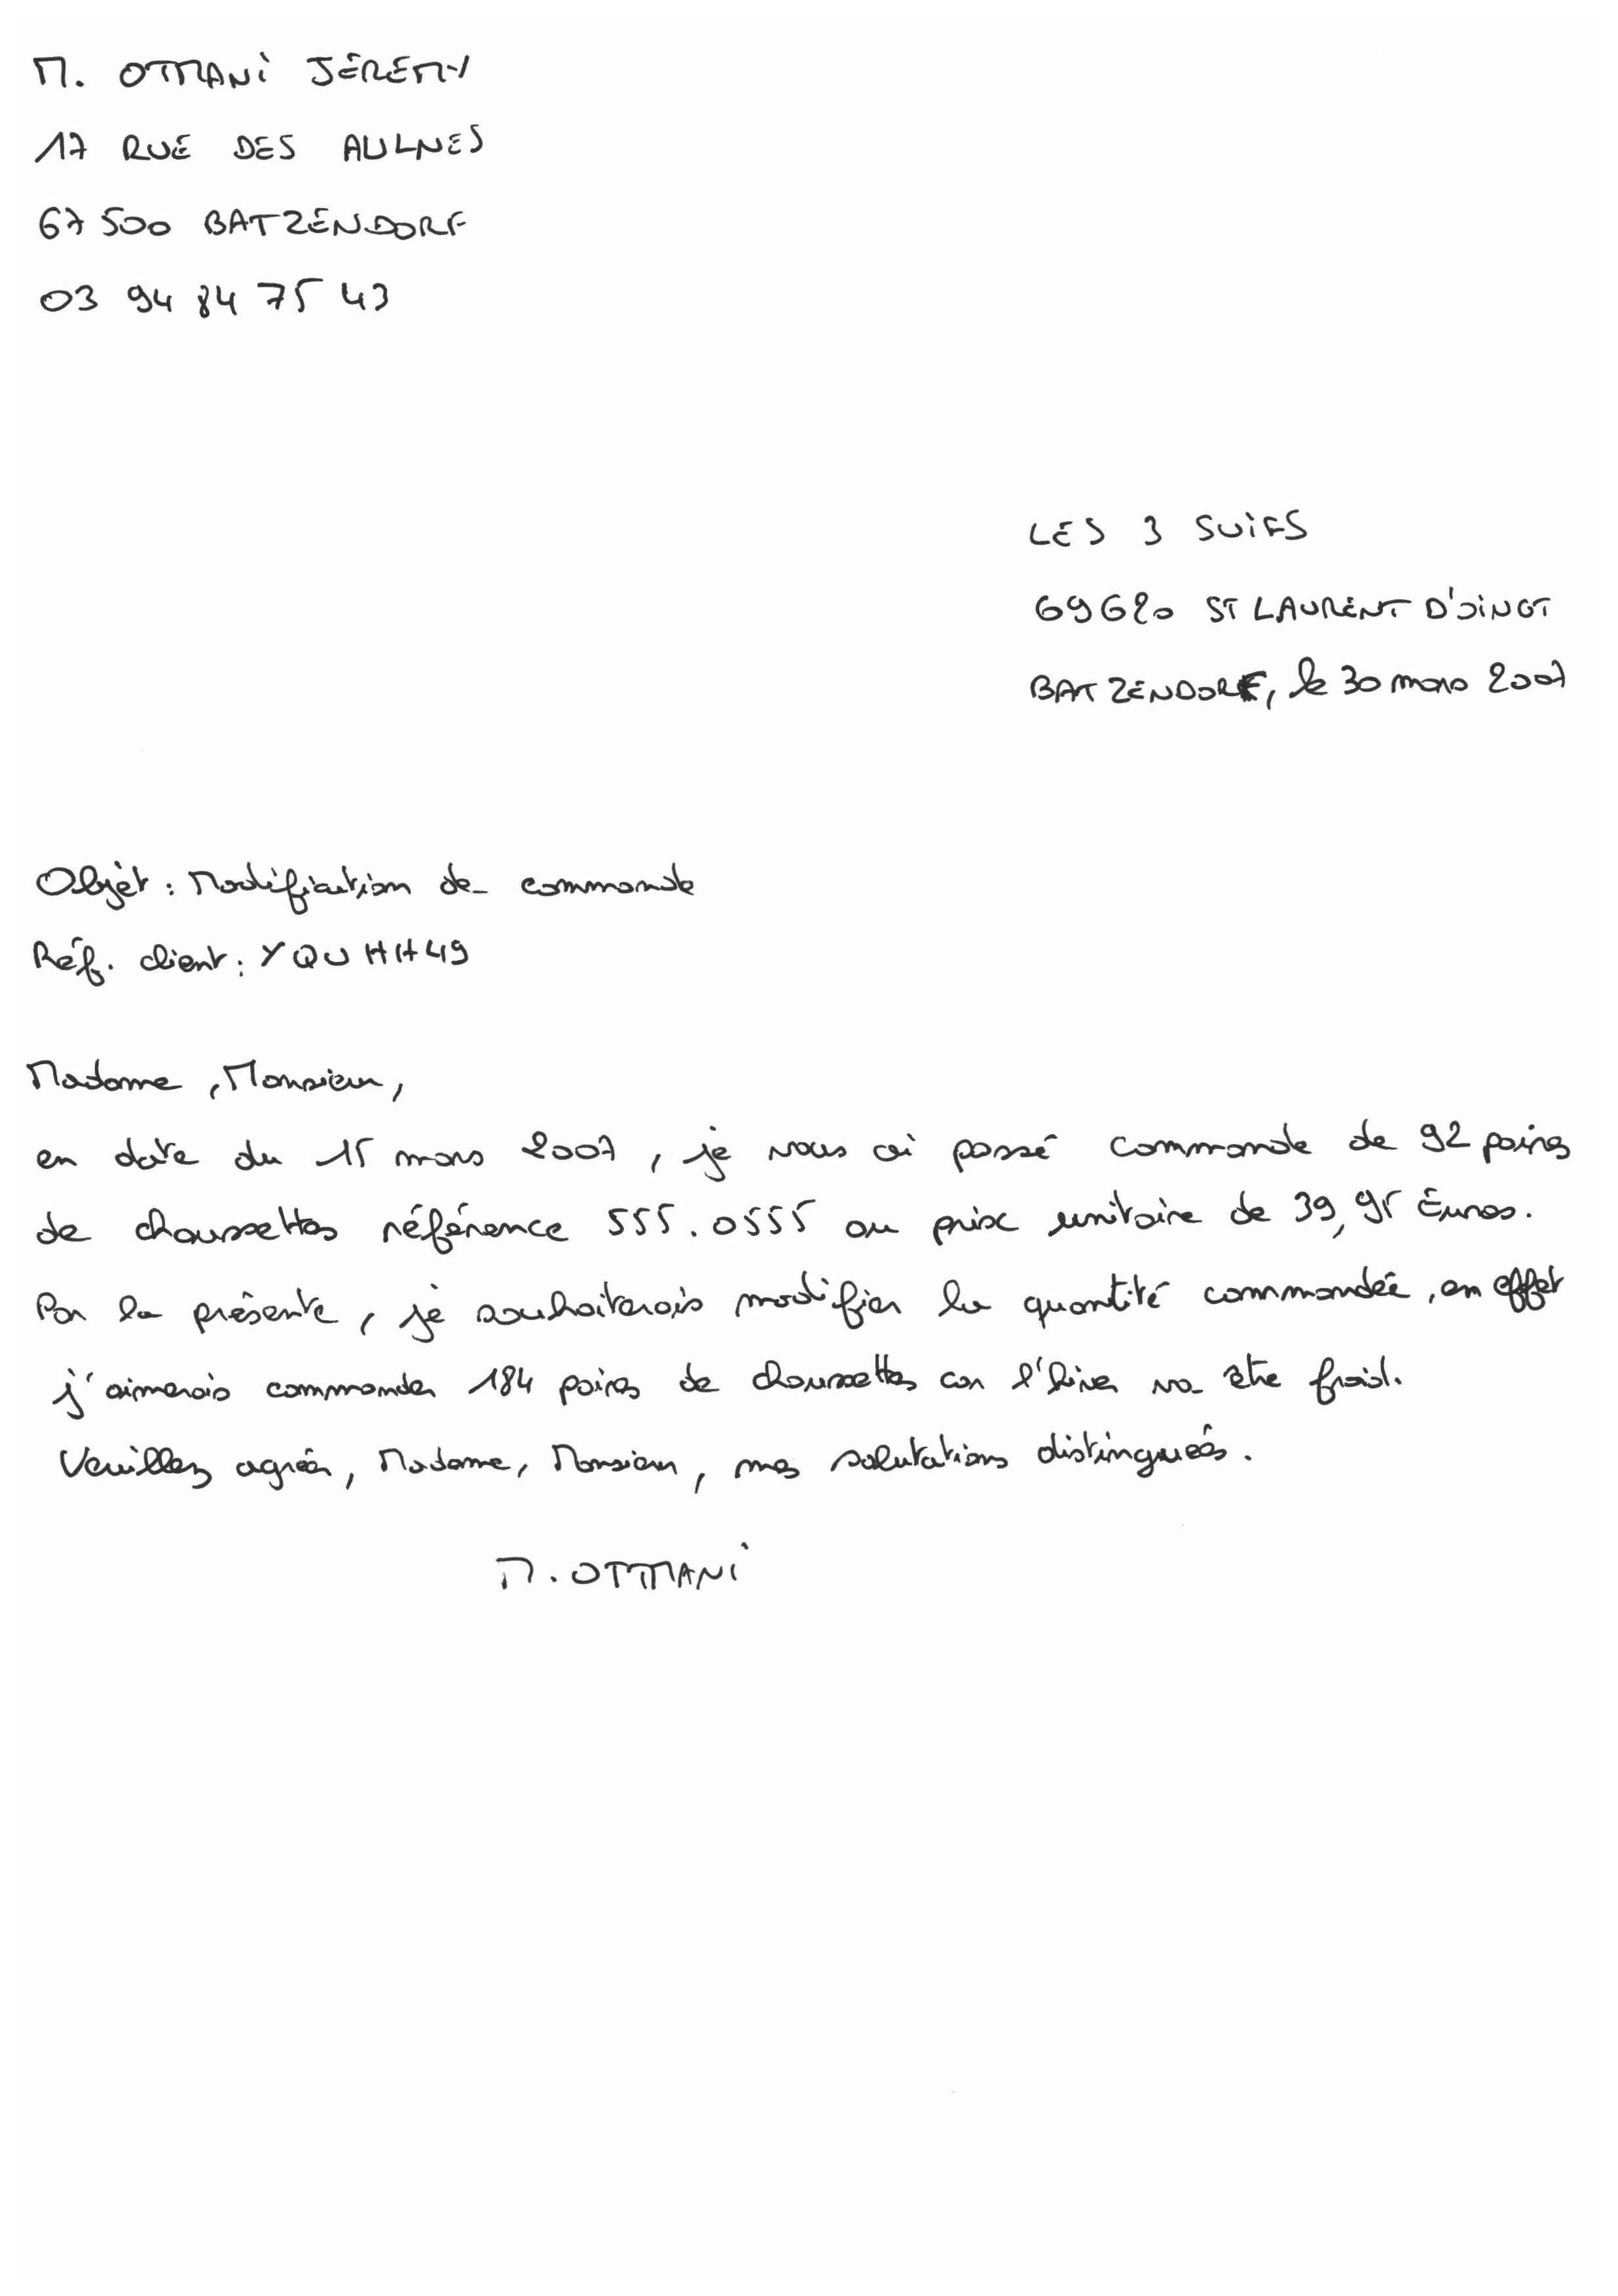 M. OTMANI JÉRÉMY
17 RUE DES AULNES
67500 BATZENDORF
03 94 84 75 43
LES 3 SUIFS
69620 ST LAURENT D'OINGT
BATZENDORF, le 30 mars 2007
Objet : Modification de commande
Réf. client : YQUHH49
Madame, Monsieur,
en date du 15 mars 2007, je vous ai passé commande de 92 paires
de chaussettes référence 555.0555 au prix unitaire de 39,95 Euros.
Par la présente, je souhaiterais modifier la quantité commandée, en effet
j'aimerais commander 184 paires de chaussettes car l'hiver va être froid.
Veuillez agréer, Madame, Monsieur, mes salutations distinguées.
M. OTMANI